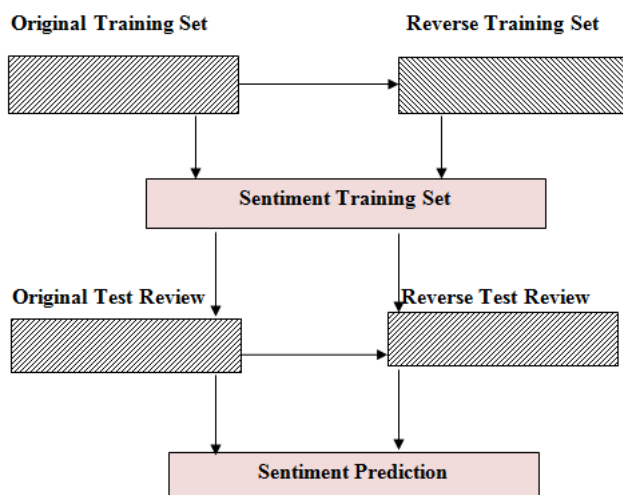 Original Training Set
Reverse Training Set
Sentiment Training Set
Original Test Review
Reverse Test Review
Sentiment Prediction